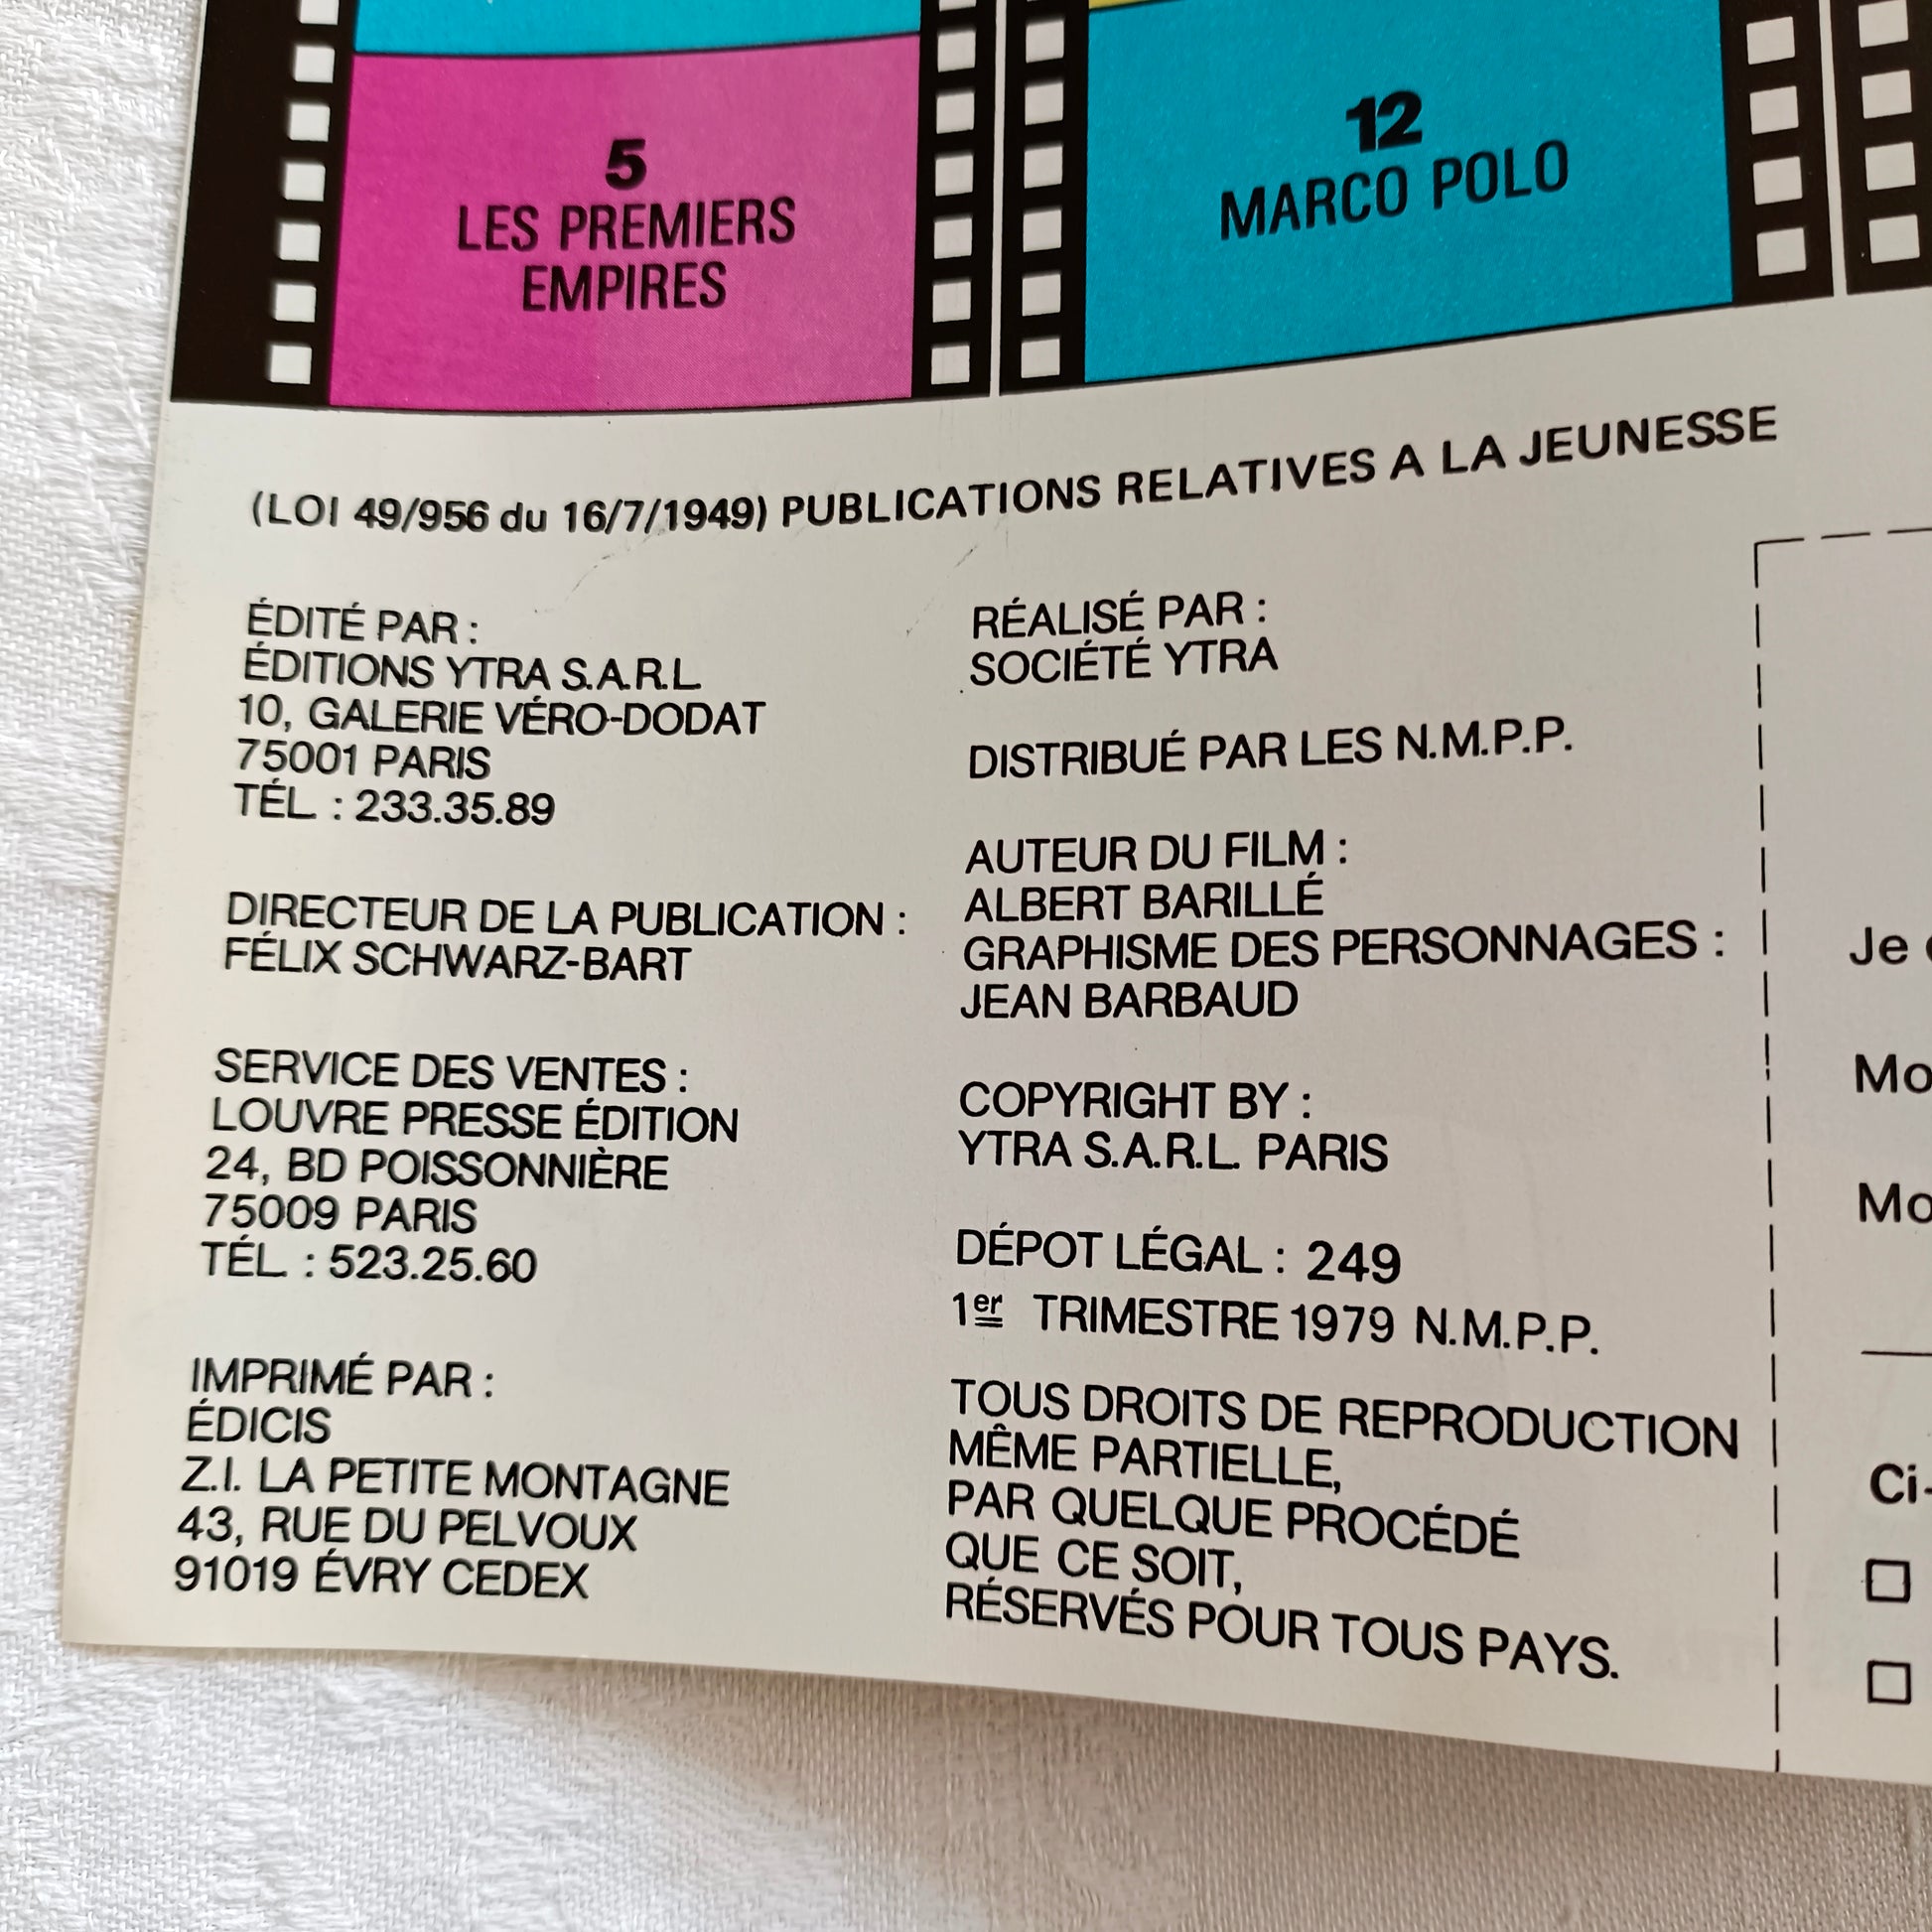 5
LES PREMIERS
EMPIRES
12
MARCO POLO
(LOI 49/956 du 16/7/1949) PUBLICATIONS RELATIVES A LA JEUNESSE
ÉDITÉ PAR :
ÉDITIONS YTRA S.A.R.L.
10, GALERIE VÉRO-DODAT
75001 PARIS
TÉL. : 233.35.89
DIRECTEUR DE LA PUBLICATION :
FÉLIX SCHWARZ-BART
SERVICE DES VENTES :
LOUVRE PRESSE ÉDITION
24, BD POISSONNIÈRE
75009 PARIS
TÉL. : 523.25.60
IMPRIMÉ PAR :
ÉDICIS
Z.I. LA PETITE MONTAGNE
43, RUE DU PELVOUX
91019 ÉVRY CEDEX
RÉALISÉ PAR :
SOCIÉTÉ YTRA
DISTRIBUÉ PAR LES N.M.P.P.
AUTEUR DU FILM :
ALBERT BARILLÉ
GRAPHISME DES PERSONNAGES :
JEAN BARBAUD
COPYRIGHT BY :
YTRA S.A.R.L. PARIS
DÉPOT LÉGAL : 249
1er TRIMESTRE 1979 N.M.P.P.
TOUS DROITS DE REPRODUCTION
MÊME PARTIELLE,
PAR QUELQUE PROCÉDÉ
QUE CE SOIT,
RÉSERVÉS POUR TOUS PAYS.
Je
Mo
Mo
Ci-